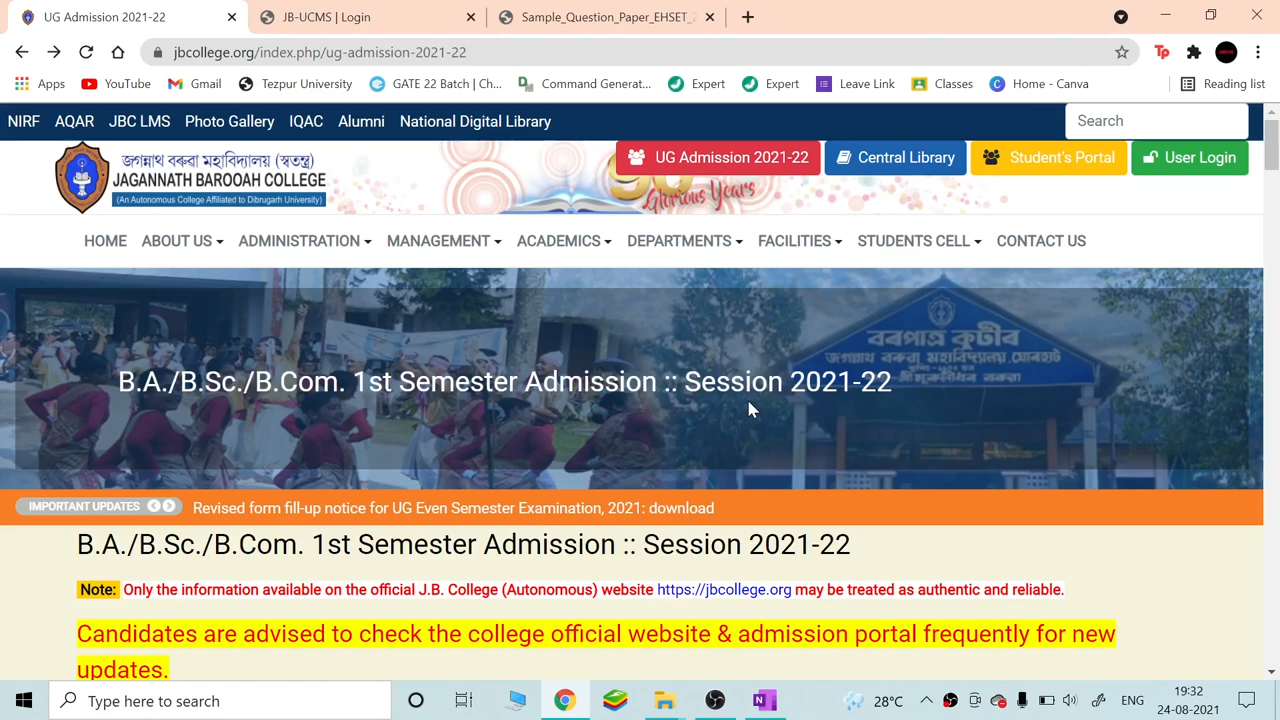 UG Admission 2021-22
JB-UCMS | Login
Sample_Question_Paper_EHSET_
jbcollege.org/index.php/ug-admission-2021-22
Apps
YouTube
Gmail
Tezpur University
GATE 22 Batch | Ch...
Command Generat...
Expert
Expert
Leave Link
Classes
Home - Canva
Reading list
NIRF AQAR JBC LMS Photo Gallery IQAC Alumni National Digital Library
Search
জগন্নাথ বৰুৱা মহাবিদ্যালয় (স্বতন্ত্ৰ)
JAGANNATH BAROOAH COLLEGE
(An Autonomous College Affiliated to Dibrugarh University)
Glorious Years
UG Admission 2021-22
Central Library
Student's Portal
User Login
HOME ABOUT US ADMINISTRATION MANAGEMENT ACADEMICS DEPARTMENTS FACILITIES STUDENTS CELL CONTACT US
বৰপাত্ৰ কুটীৰ
জগন্নাথ বৰুৱা মহাবিদ্যালয়, যোৰহাট
B.A./B.Sc./B.Com. 1st Semester Admission :: Session 2021-22
IMPORTANT UPDATES
Revised form fill-up notice for UG Even Semester Examination, 2021: download
B.A./B.Sc./B.Com. 1st Semester Admission :: Session 2021-22
Note: Only the information available on the official J.B. College (Autonomous) website https://jbcollege.org may be treated as authentic and reliable.
Candidates are advised to check the college official website & admission portal frequently for new
updates.
Type here to search
28°C
ENG
19:32
24-08-2021